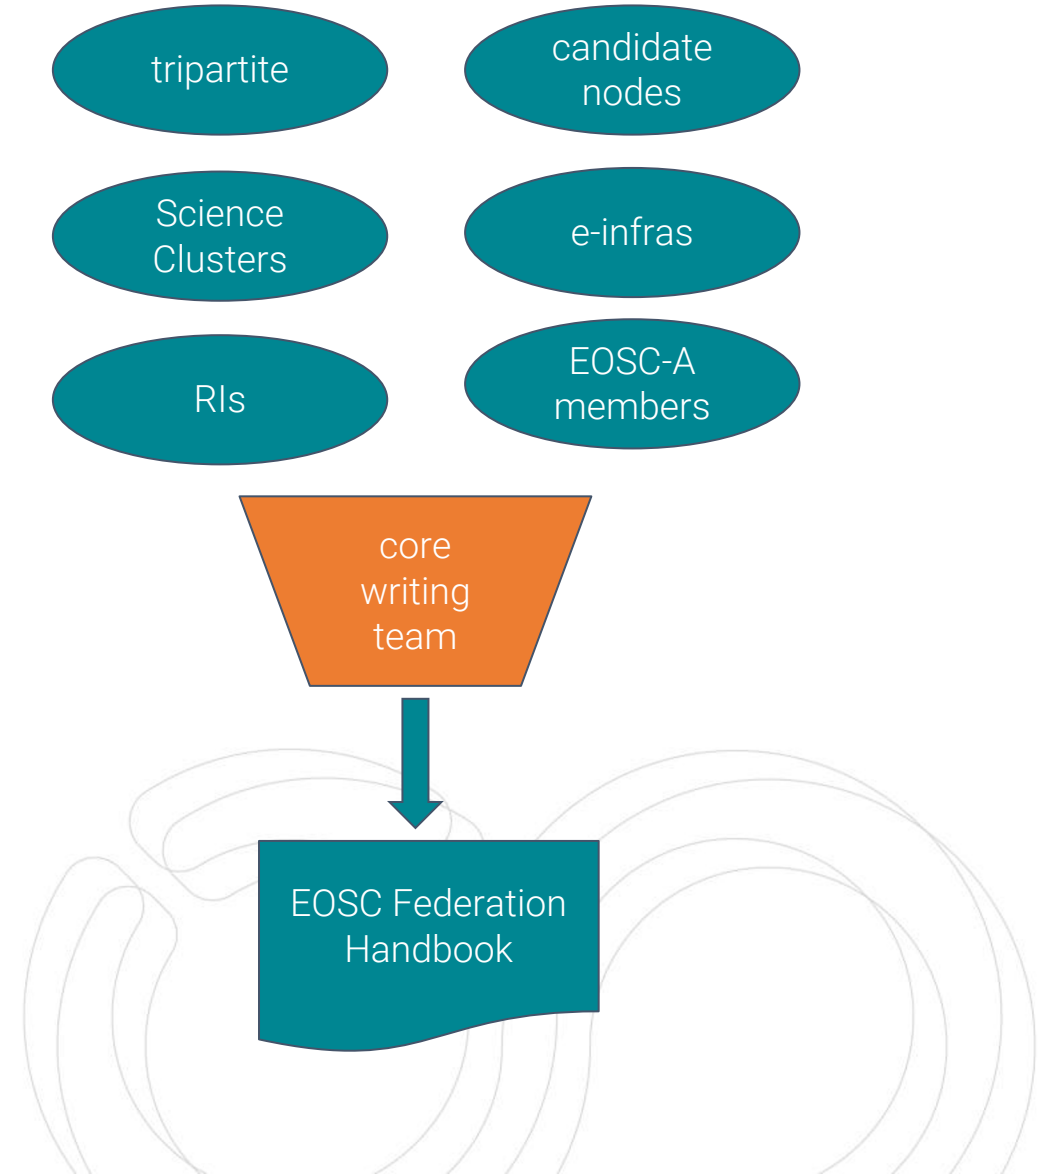 tripartite
candidate
nodes
Science
Clusters
e-infras
RIs
EOSC-A
members
core
writing
team
EOSC Federation
Handbook